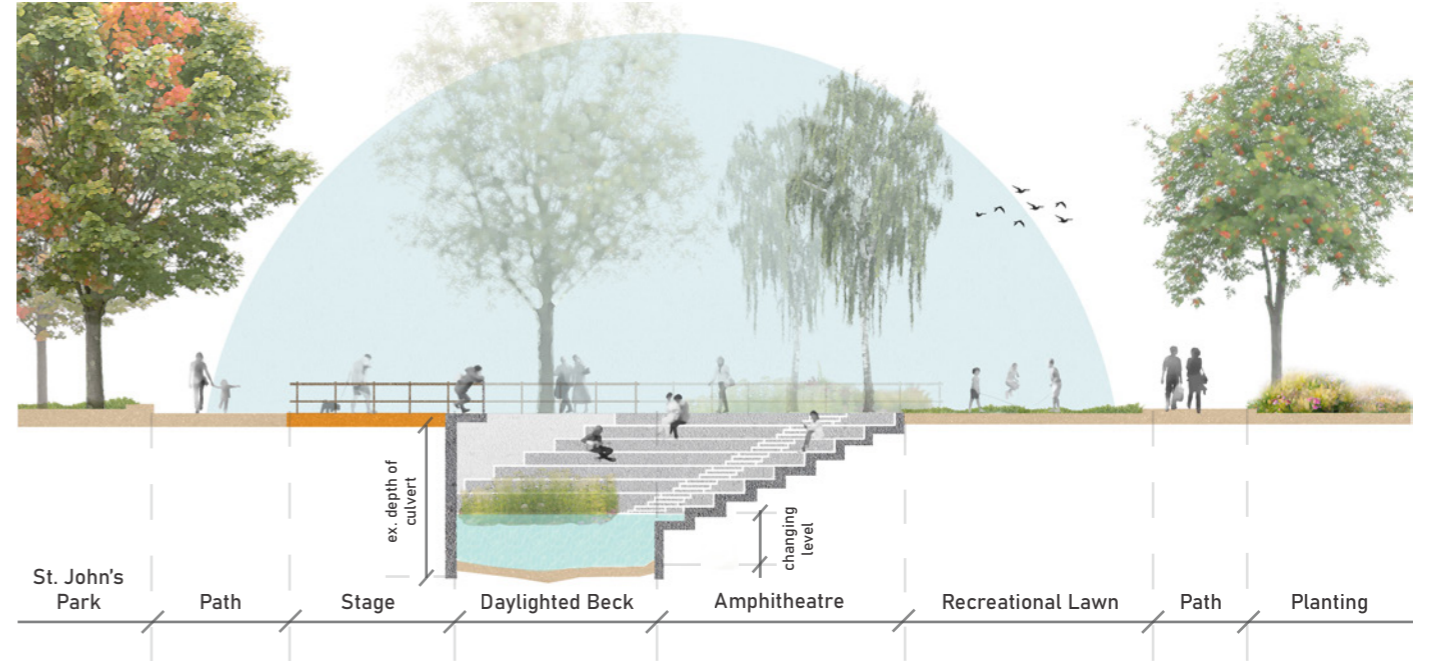 ex. depth of
culvert
changing
level
St. John's
Park
Path
Stage
Daylighted Beck
Amphitheatre
Recreational Lawn
Path
Planting